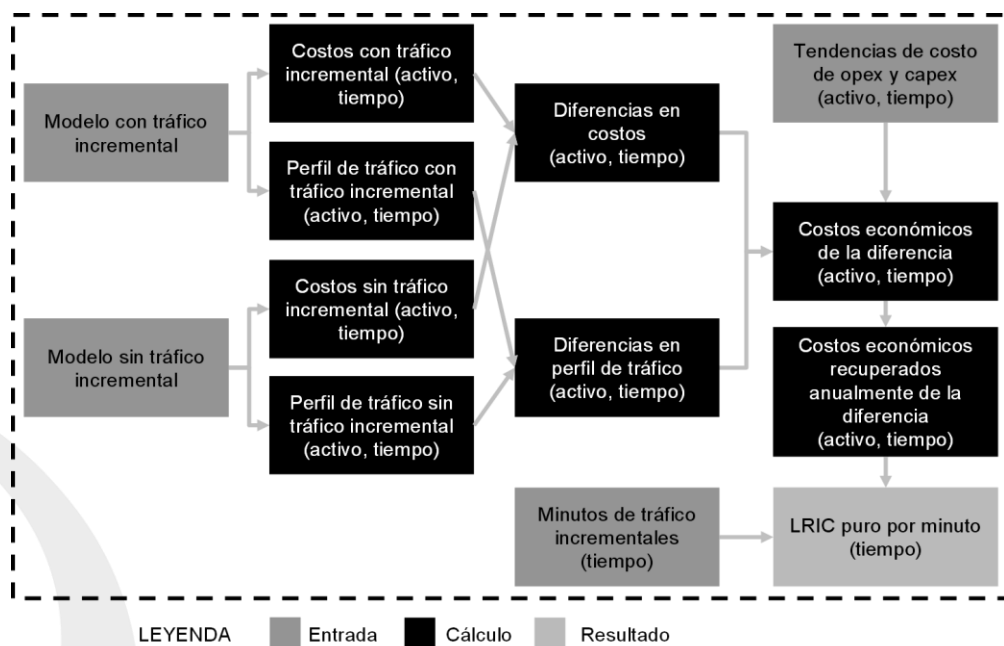 Modelo con tráfico
incremental
Modelo sin tráfico
incremental
Costos con tráfico
incremental (activo,
tiempo)
Perfil de tráfico con
tráfico incremental
(activo, tiempo)
Costos sin tráfico
incremental (activo,
tiempo)
Perfil de tráfico sin
tráfico incremental
(activo, tiempo)
Diferencias en
costos
(activo, tiempo)
Diferencias en
perfil de tráfico
(activo, tiempo)
Minutos de tráfico
incrementales
(tiempo)
Tendencias de costo
de opex y capex
(activo, tiempo)
Costos económicos
de la diferencia
(activo, tiempo)
Costos económicos
recuperados
anualmente de la
diferencia
(activo, tiempo)
LRIC puro por minuto
(tiempo)
LEYENDA
Entrada
Cálculo
Resultado